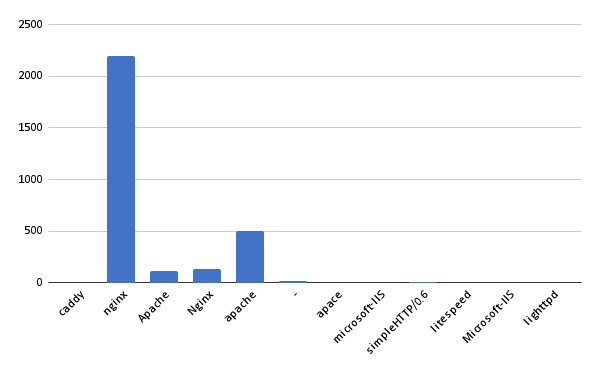 2500
2000
1500
1000
500
0
caddy
nginx
Apache
Nginx
apache
-
apace
microsoft-IIS
simpleHTTP/0.6
litespeed
Microsoft-IIS
lighttpd